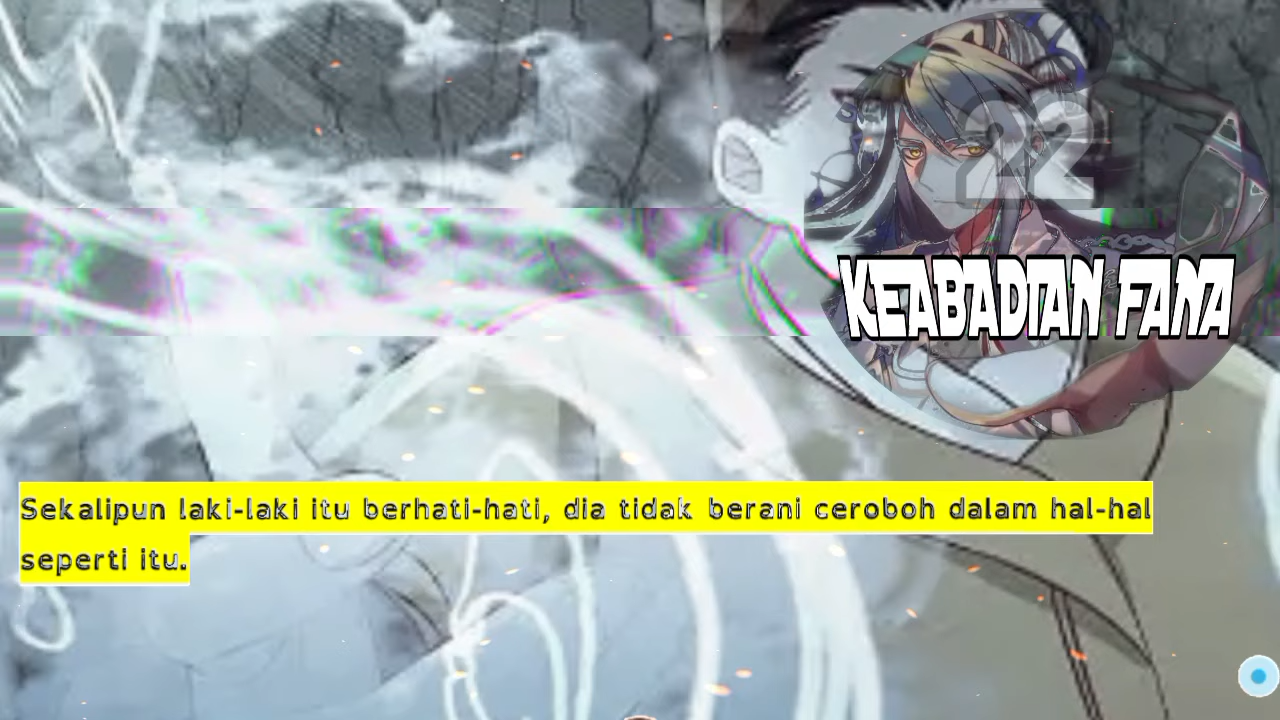 22
KEABADIAN FANA
Sekalipun laki-laki itu berhati-hati, dia tidak berani ceroboh dalam hal-hal
seperti itu.